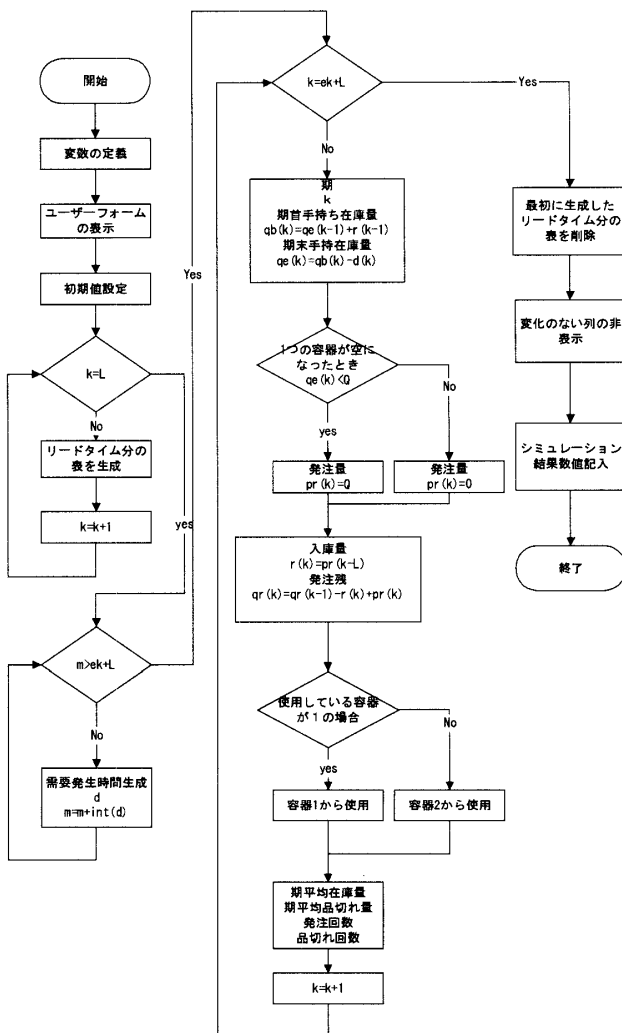 開始
変数の定義
ユーザーフォーム
の表示
初期値設定
k=L
No
yes
リードタイム分の
表を生成
k=k+1
m>ek+L
Yes
No
需要発生時間生成
d
m=m+int(d)
k=ek+L
Yes
No
期
k
期首手持ち在庫量
qb(k)=qe(k-1)+r(k-1)
期末手持在庫量
qe(k)=qb(k)-d(k)
1つの容器が空に
なったとき
qe(k)<Q
yes
No
発注量
pr(k)=Q
発注量
pr(k)=0
入庫量
r(k)=pr(k-L)
発注残
qr(k)=qr(k-1)-r(k)+pr(k)
使用している容器
が1の場合
yes
No
容器1から使用
容器2から使用
期平均在庫量
期平均品切れ量
発注回数
品切れ回数
k=k+1
最初に生成した
リードタイム分の
表を削除
変化のない列の非
表示
シミュレーション
結果数値記入
終了